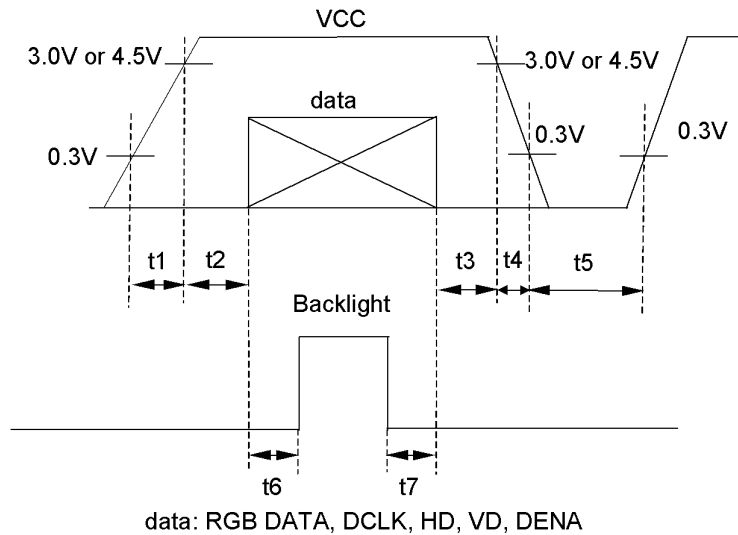 VCC
3.0V or 4.5V
3.0V or 4.5V
data
0.3V
0.3V
0.3V
t1
t2
t3
t4
t5
Backlight
t6
t7
data: RGB DATA, DCLK, HD, VD, DENA